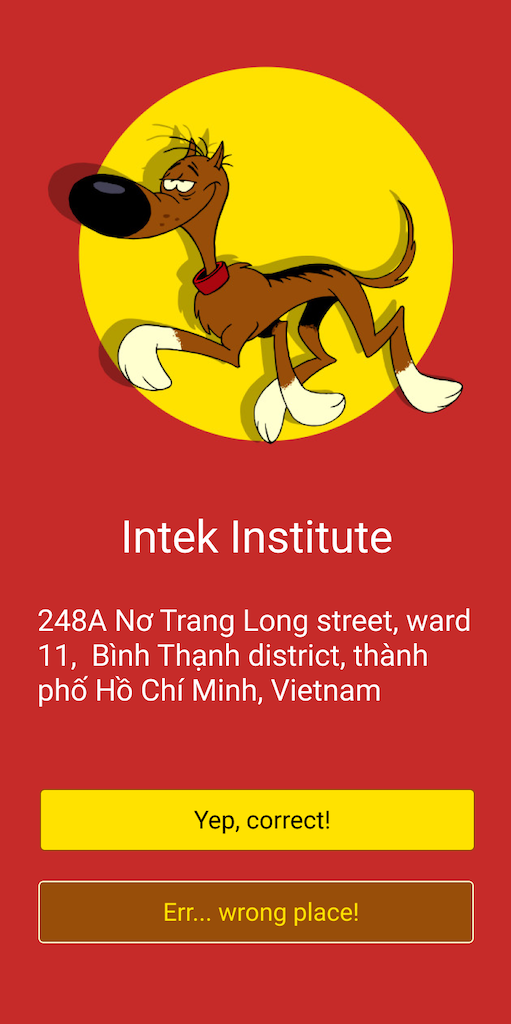 Intek Institute
248A Nơ Trang Long street, ward
11,  Bình Thạnh district, thành
phố Hồ Chí Minh, Vietnam
Yep, correct!
Err... wrong place!